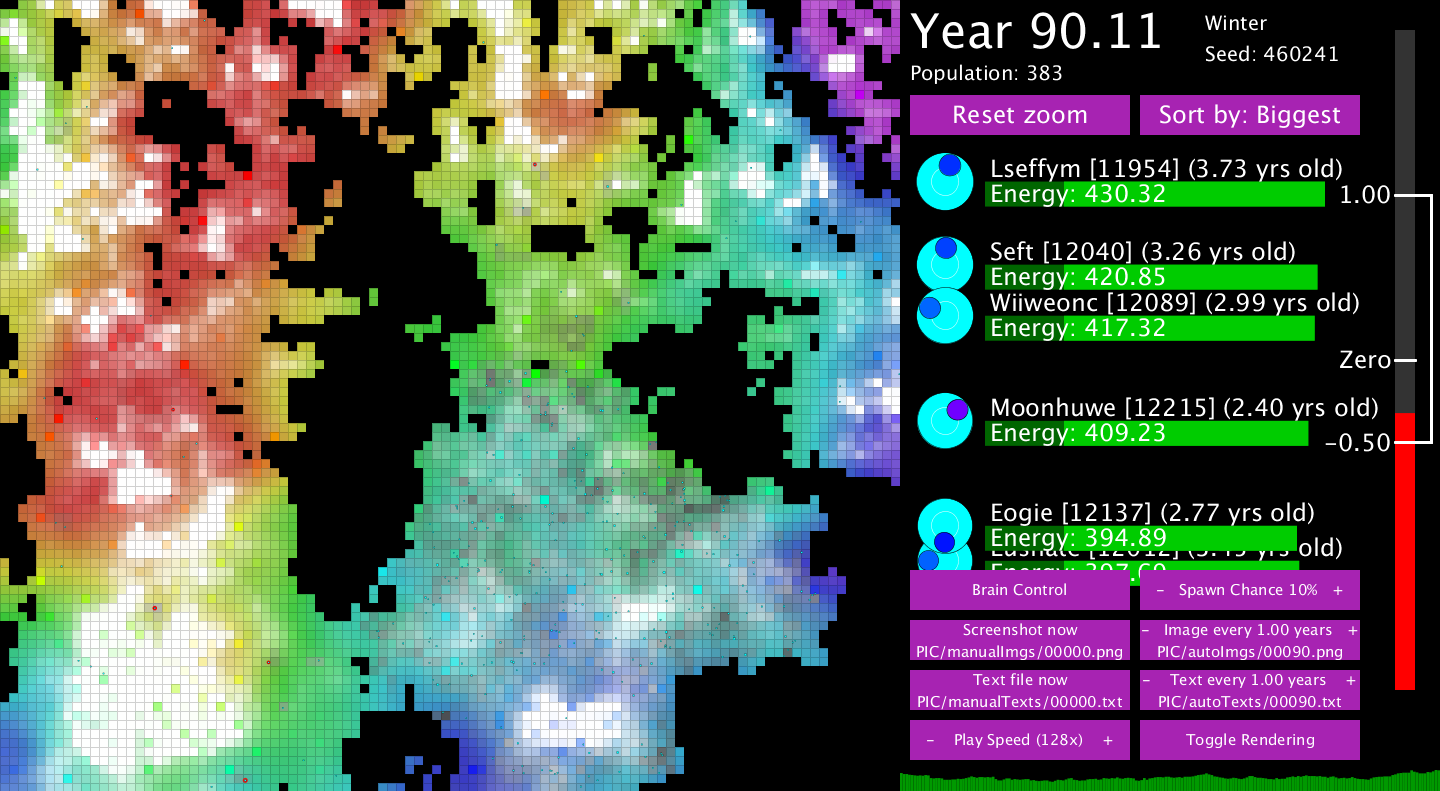 Year 90.11
Winter
Seed: 460241
Population: 383
Reset zoom
Sort by: Biggest
Lseffym [11954] (3.73 yrs old)
Energy: 430.32
1.00
Seft [12040] (3.26 yrs old)
Energy: 420.85
Wiiweonc [12089] (2.99 yrs old)
Energy: 417.32
Zero
Moonhuwe [12215] (2.40 yrs old)
Energy: 409.23
−0.50
Eogie [12137] (2.77 yrs old)
Energy: 394.89
yrs old)
Brain Control
– Spawn Chance 10% +
Screenshot now
PIC/manualImgs/00000.png
– Image every 1.00 years +
PIC/autoImgs/00090.png
Text file now
PIC/manualTexts/00000.txt
– Text every 1.00 years +
PIC/autoTexts/00090.txt
– Play Speed (128x) +
Toggle Rendering